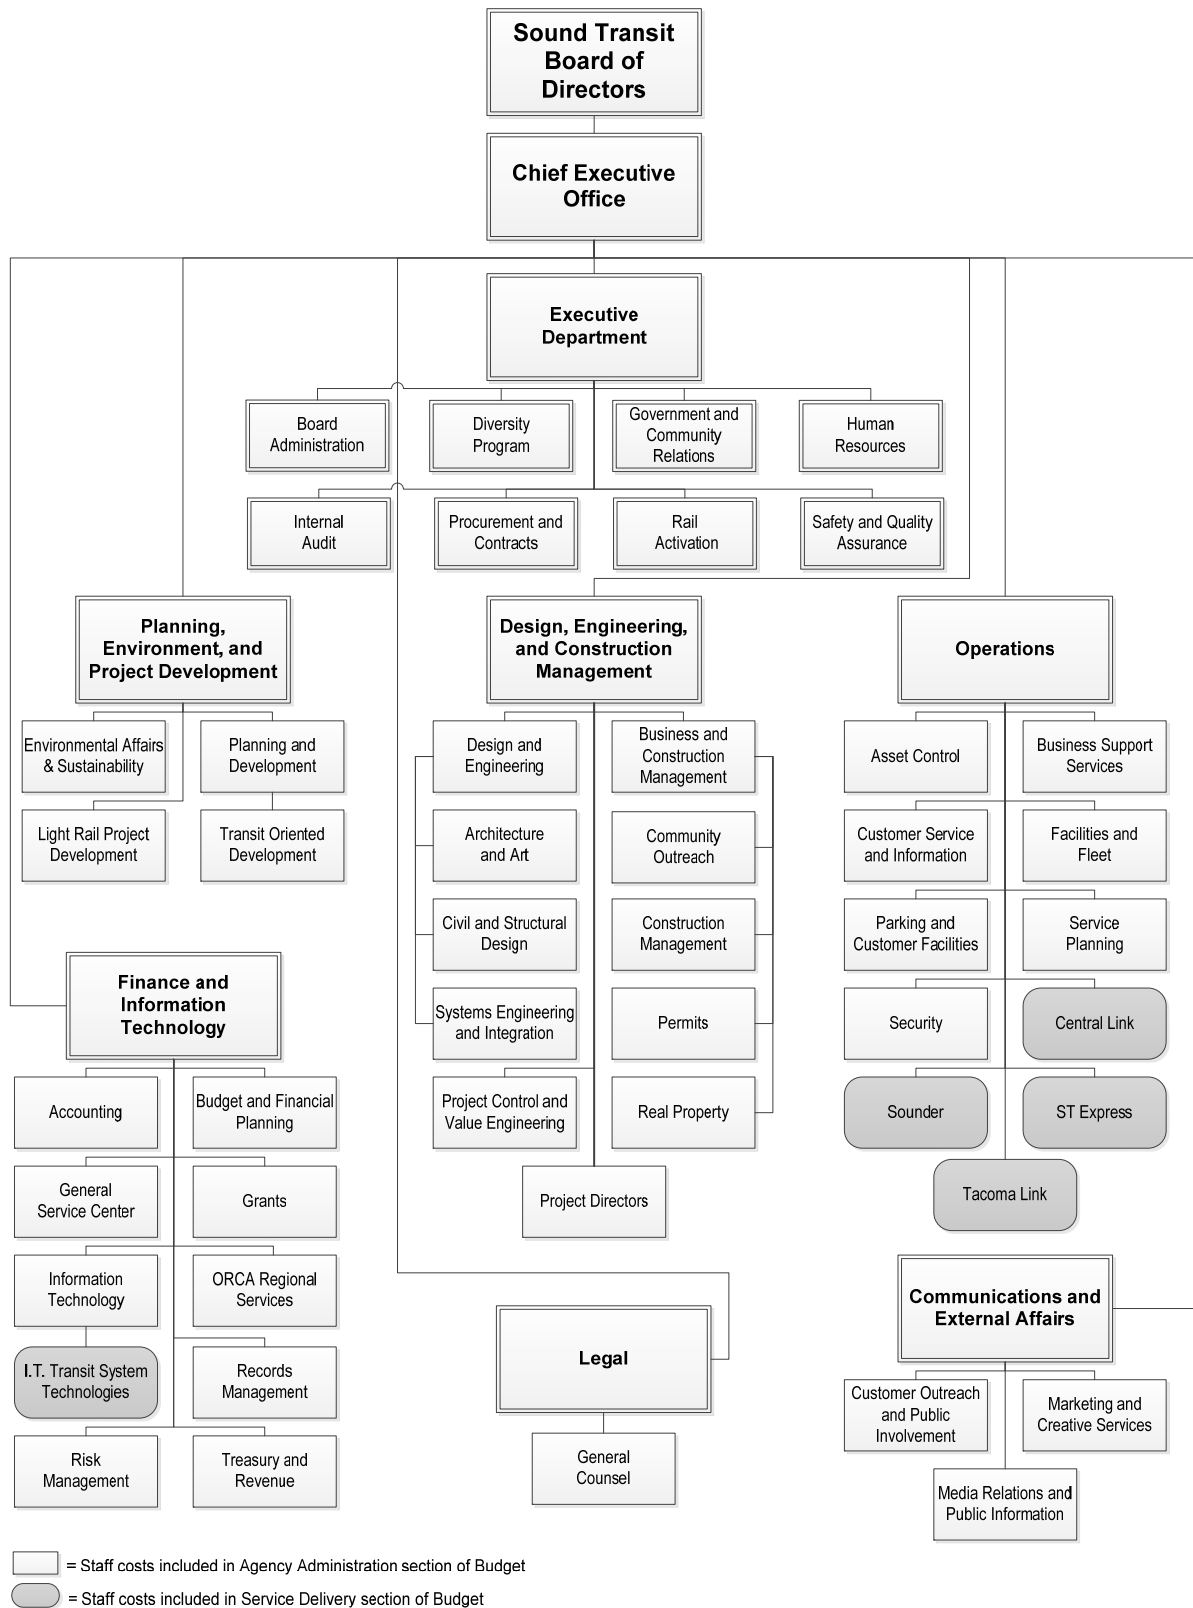 Sound Transit
Board of
Directors
Chief Executive
Office
Executive
Department
Board
Administration
Diversity
Program
Government and
Community
Relations
Human
Resources
Internal
Audit
Procurement and
Contracts
Rail
Activation
Safety and Quality
Assurance
Planning,
Environment, and
Project Development
Environmental Affairs
& Sustainability
Planning and
Development
Light Rail Project
Development
Transit Oriented
Development
Design, Engineering,
and Construction
Management
Design and
Engineering
Business and
Construction
Management
Architecture
and Art
Community
Outreach
Civil and Structural
Design
Construction
Management
Systems Engineering
and Integration
Permits
Project Control and
Value Engineering
Real Property
Project Directors
Operations
Asset Control
Business Support
Services
Customer Service
and Information
Facilities and
Fleet
Parking and
Customer Facilities
Service
Planning
Security
Central Link
Sounder
ST Express
Tacoma Link
Finance and
Information
Technology
Accounting
Budget and Financial
Planning
General
Service Center
Grants
Information
Technology
ORCA Regional
Services
I.T. Transit System
Technologies
Records
Management
Risk
Management
Treasury and
Revenue
Legal
General
Counsel
Communications and
External Affairs
Customer Outreach
and Public
Involvement
Marketing and
Creative Services
Media Relations and
Public Information
= Staff costs included in Agency Administration section of Budget
= Staff costs included in Service Delivery section of Budget